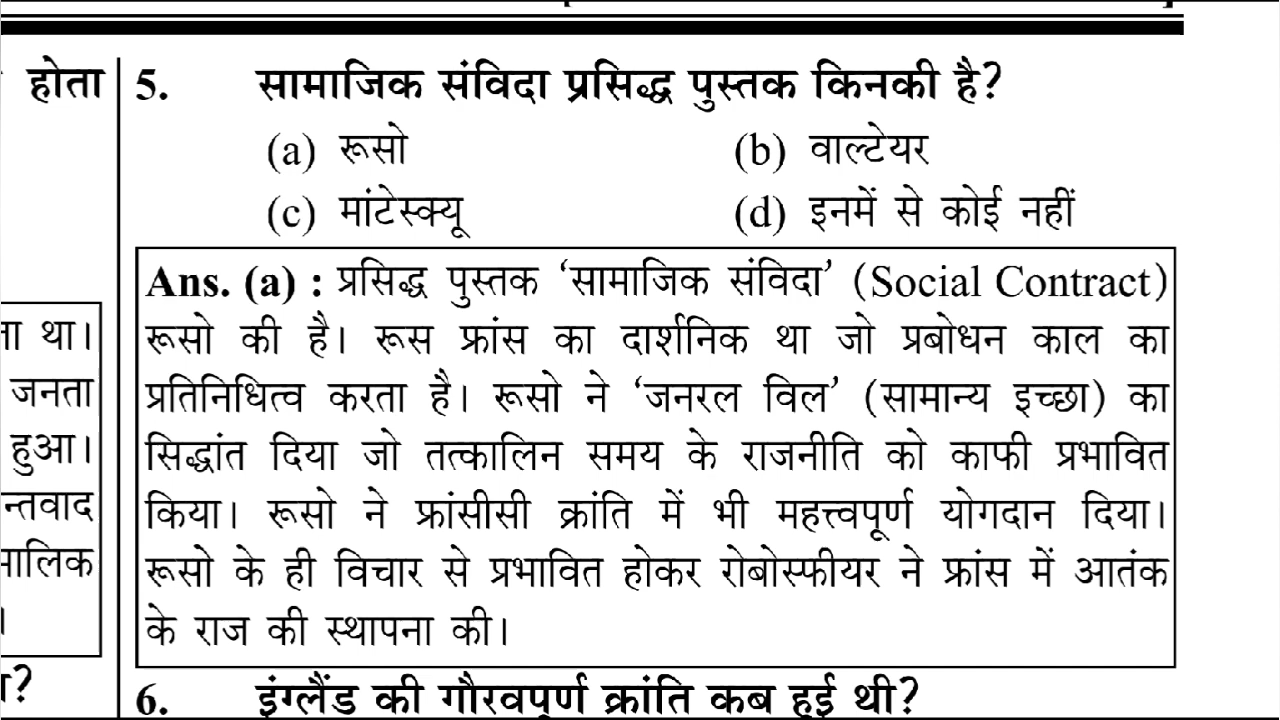 होता
ा था।
जनता
हुआ।
न्तवाद
मालिक
।
?
5. सामाजिक संविदा प्रसिद्ध पुस्तक किनकी है?
(a) रूसो (b) वाल्टेयर
(c) मांटेस्क्यू (d) इनमें से कोई नहीं
Ans. (a) : प्रसिद्ध पुस्तक ‘सामाजिक संविदा’ (Social Contract)
रूसो की है। रूस फ्रांस का दार्शनिक था जो प्रबोधन काल का
प्रतिनिधित्व करता है। रूसो ने ‘जनरल विल’ (सामान्य इच्छा) का
सिद्धांत दिया जो तत्कालिन समय के राजनीति को काफी प्रभावित
किया। रूसो ने फ्रांसीसी क्रांति में भी महत्त्वपूर्ण योगदान दिया।
रूसो के ही विचार से प्रभावित होकर रोबोस्फीयर ने फ्रांस में आतंक
के राज की स्थापना की।
6. इंग्लैंड की गौरवपूर्ण क्रांति कब हुई थी?